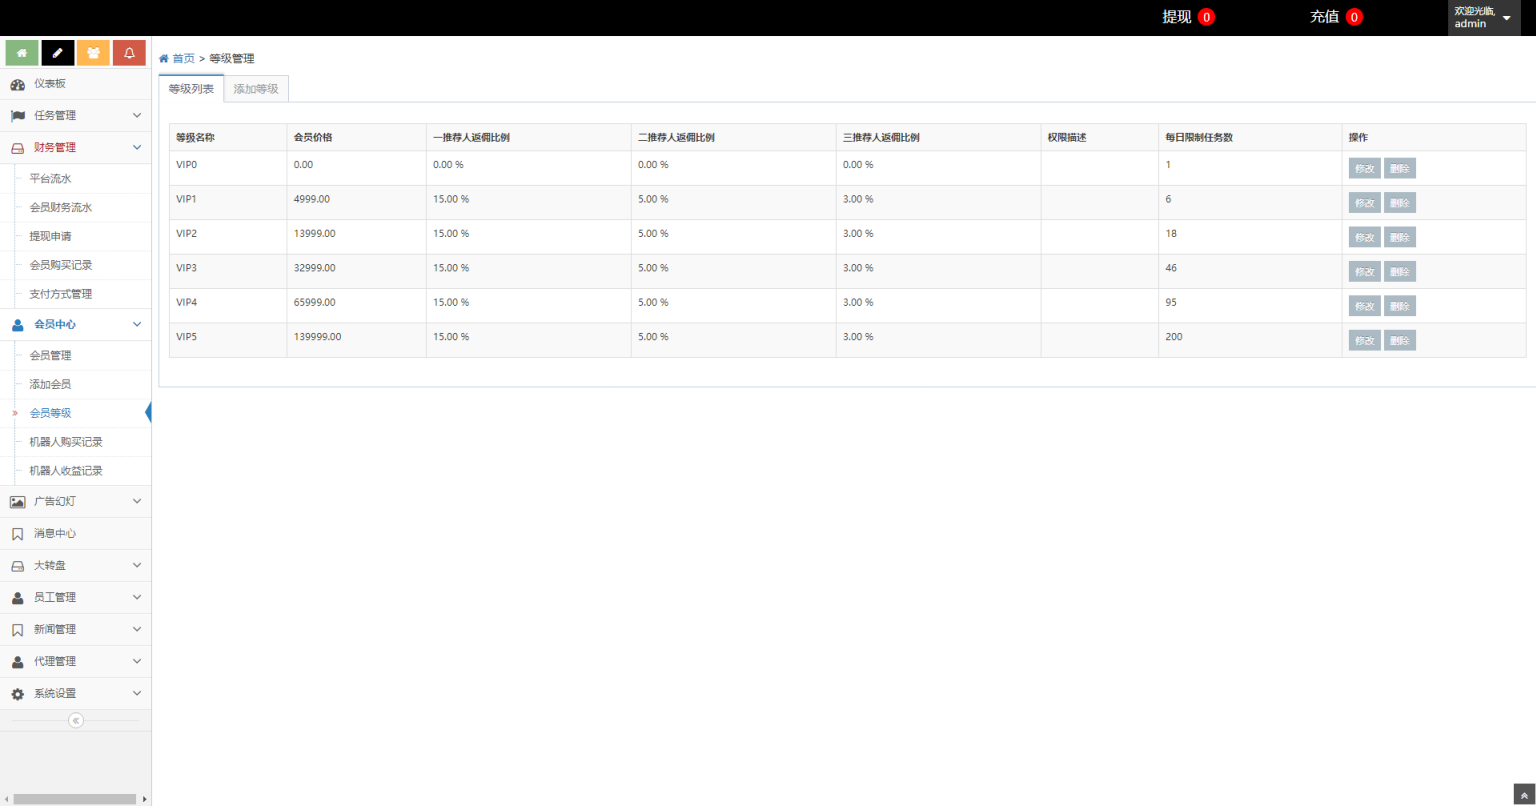 提现 0 充值 0 欢迎光临,
admin
首页 > 等级管理
等级列表 添加等级
仪表板
任务管理
财务管理
平台流水
会员财务流水
提现申请
会员购买记录
支付方式管理
会员中心
会员管理
添加会员
会员等级
机器人购买记录
机器人收益记录
广告幻灯
消息中心
大转盘
员工管理
新闻管理
代理管理
系统设置
等级名称 会员价格 一推荐人返佣比例 二推荐人返佣比例 三推荐人返佣比例 权限描述 每日限制任务数 操作
VIP0 0.00 0.00 % 0.00 % 0.00 % 1 修改 删除
VIP1 4999.00 15.00 % 5.00 % 3.00 % 6 修改 删除
VIP2 13999.00 15.00 % 5.00 % 3.00 % 18 修改 删除
VIP3 32999.00 15.00 % 5.00 % 3.00 % 46 修改 删除
VIP4 65999.00 15.00 % 5.00 % 3.00 % 95 修改 删除
VIP5 139999.00 15.00 % 5.00 % 3.00 % 200 修改 删除